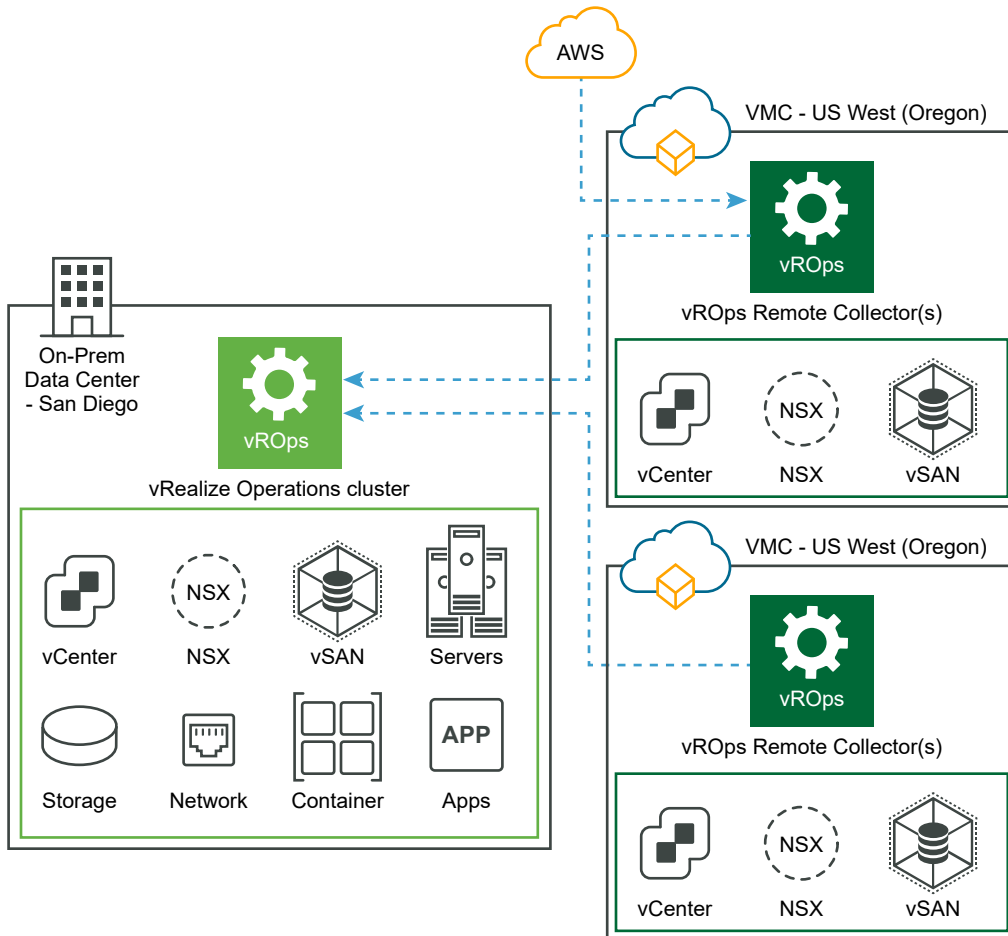 AWS
VMC - US West (Oregon)
vROps
vROps Remote Collector(s)
NSX
vCenter
NSX
vSAN
On-Prem
Data Center
- San Diego
vROps
vRealize Operations cluster
NSX
vCenter
NSX
vSAN
Servers
APP
Storage
Network
Container
Apps
VMC - US West (Oregon)
vROps
vROps Remote Collector(s)
NSX
vCenter
NSX
vSAN